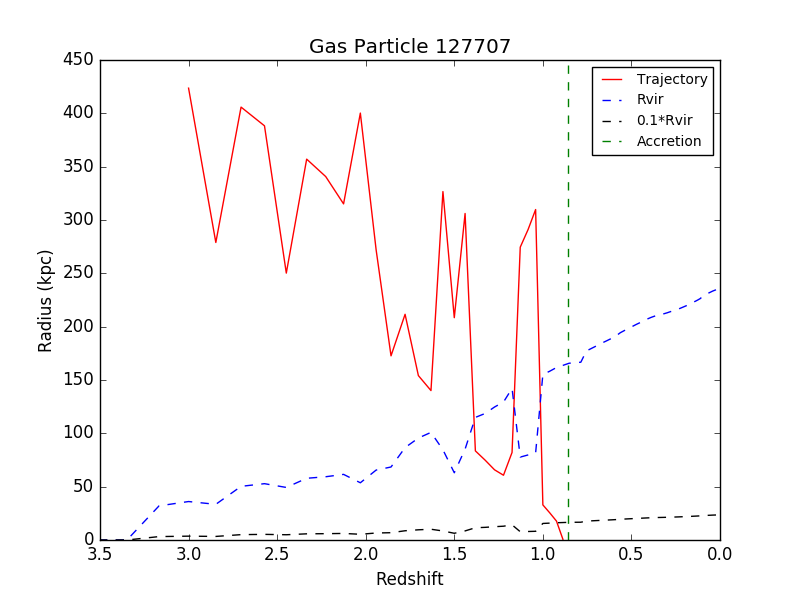 Gas Particle 127707
450
400
350
300
250
200
150
100
50
0
Radius (kpc)
3.5 3.0 2.5 2.0 1.5 1.0 0.5 0.0
Redshift
Trajectory
Rvir
0.1*Rvir
Accretion